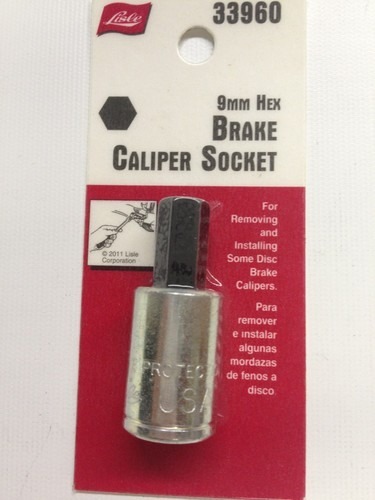 Lisle
33960
9MM HEX
BRAKE
CALIPER SOCKET
For
Removing
and
Installing
Some Disc
Brake
Calipers.
© 2011 Lisle
Corporation
Para
remover
e instalar
algunas
mordazas
de fenos a
disco.
USA